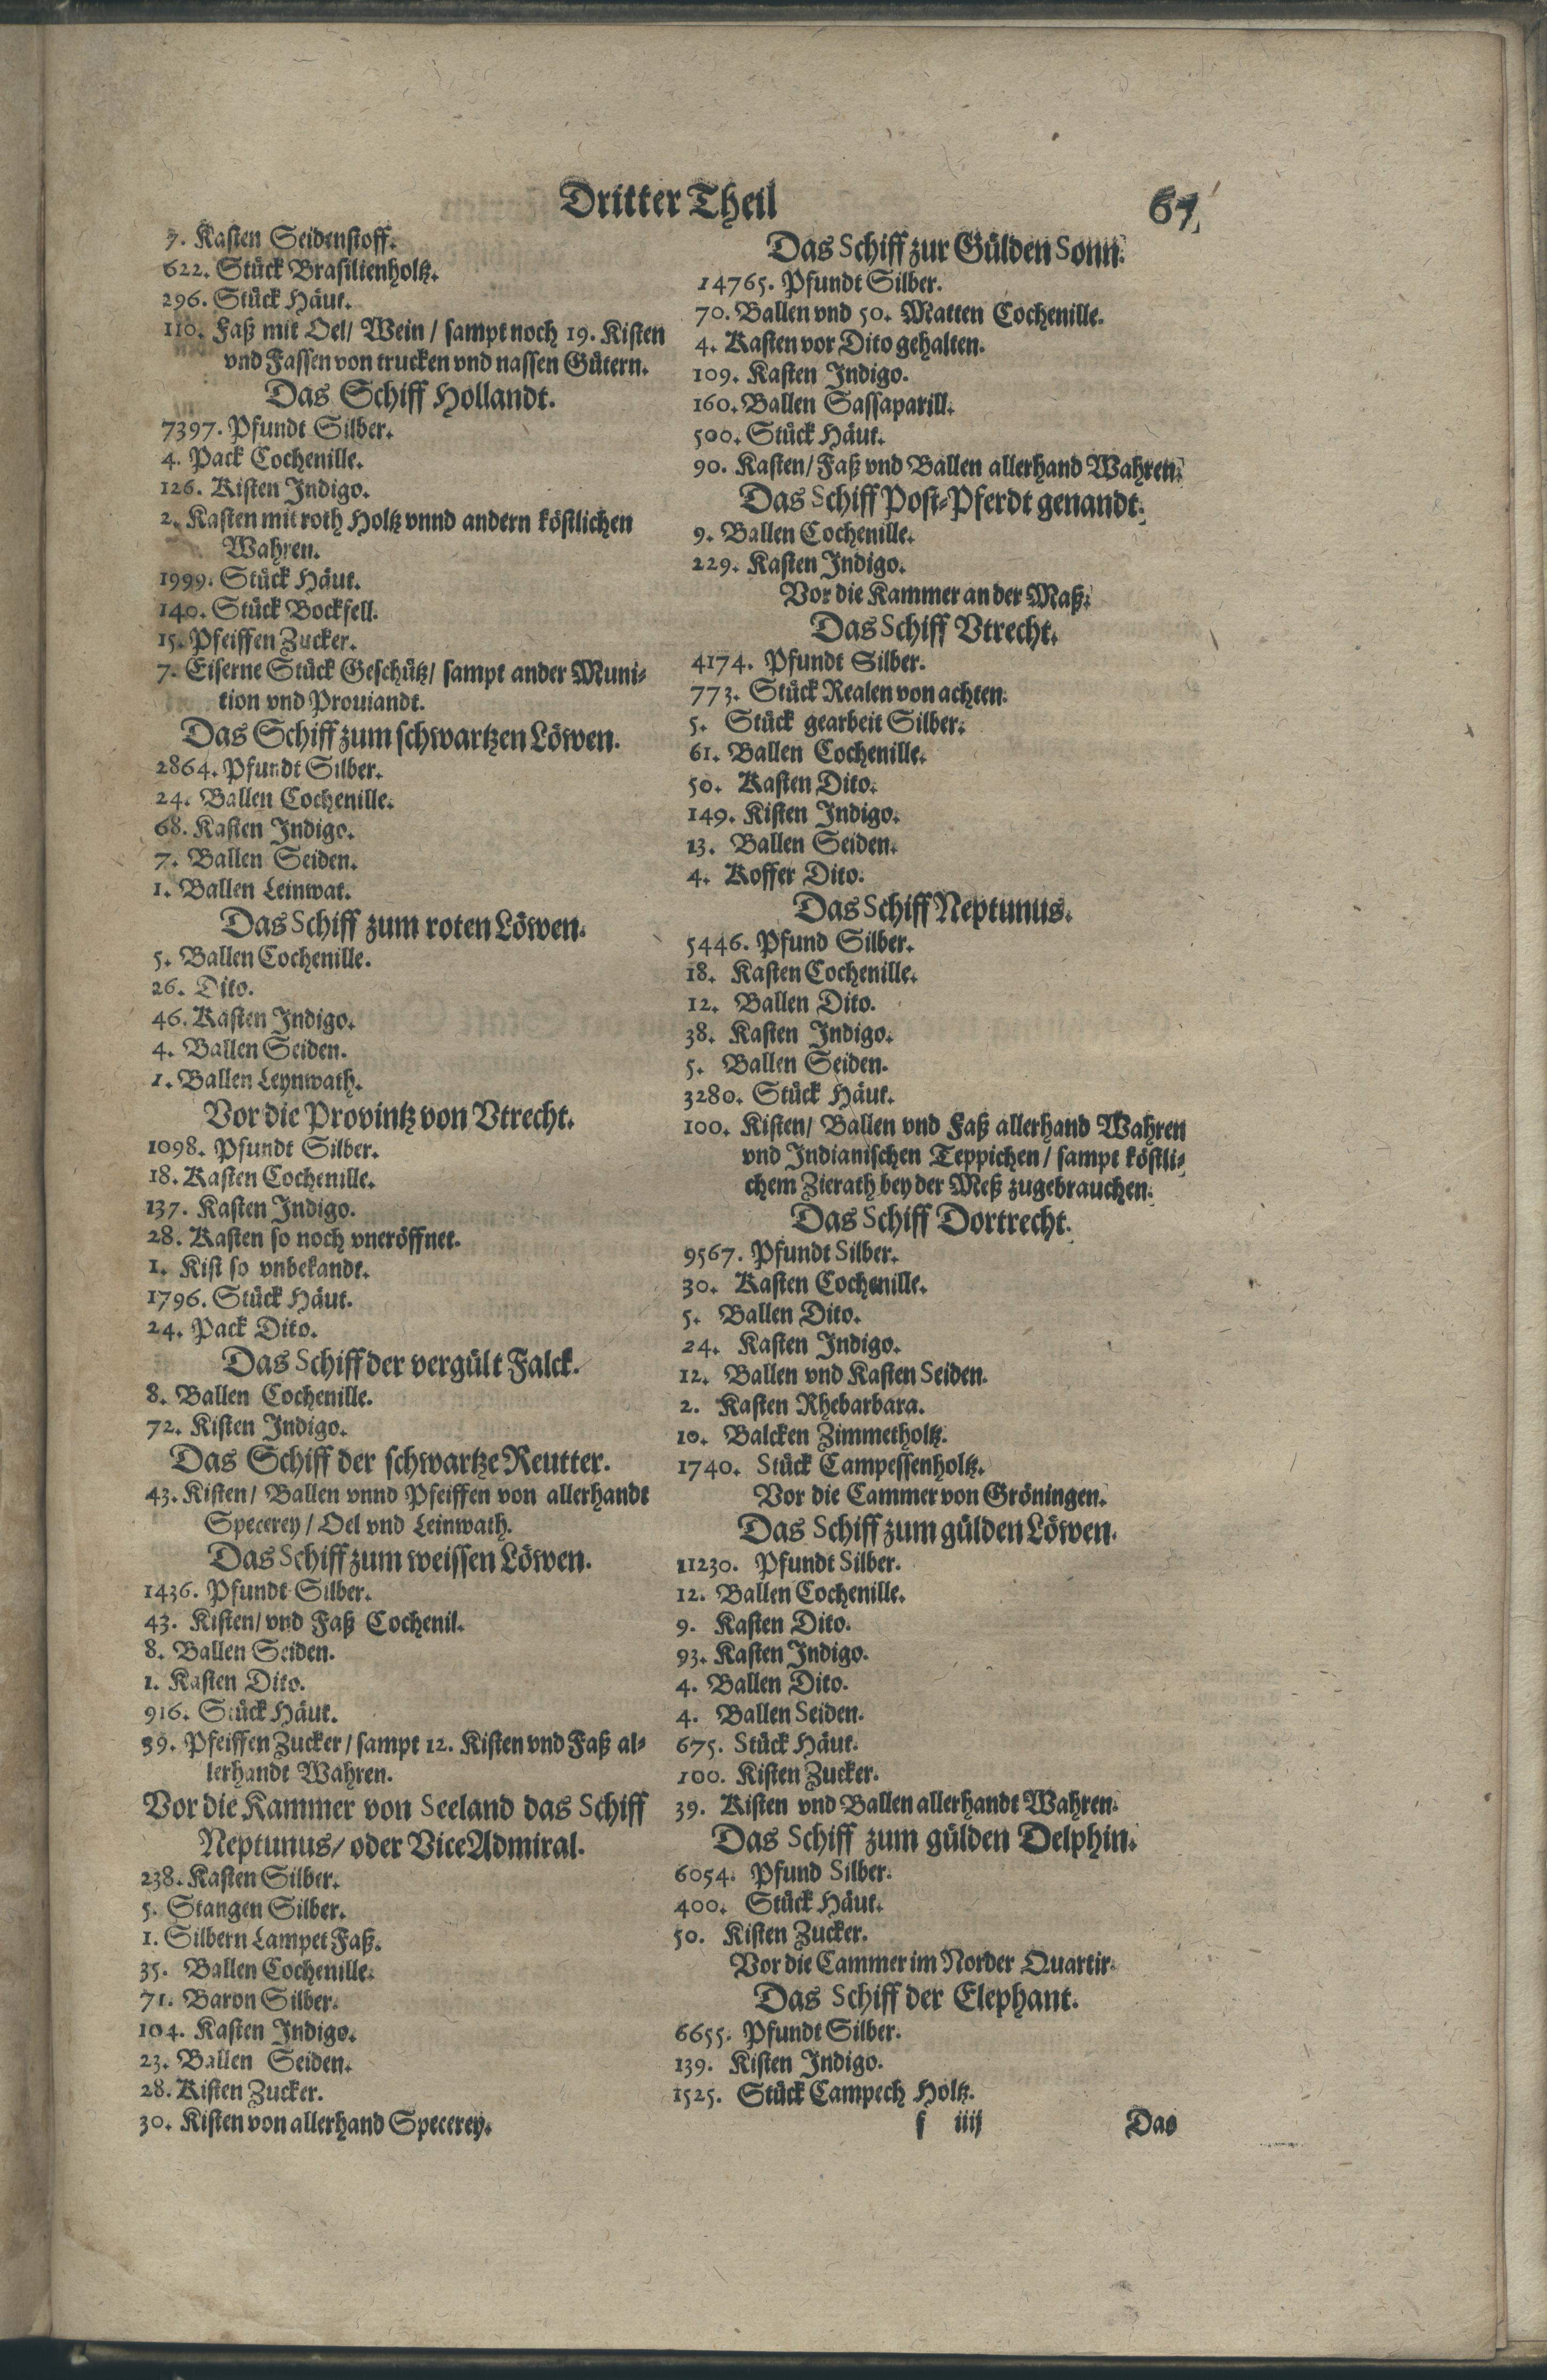 Dritter Theil
67
7. Kasten Seidenstoff.
622. Stück Brasilienholtz.
296. Stück Häut.
110. Faß mit Oel/ Wein/ sampt noch 19. Kisten
vnd Fassen von trucken vnd nassen Gütern.
Das Schiff Hollandt.
7397. Pfundt Silber.
4. Pack Cochenille.
126. Kisten Indigo.
2. Kasten mit roth Holtz vnnd andern köstlichen
Wahren.
1999. Stück Häut.
140. Stück Bockfell.
15. Pfeiffen Zucker.
7. Eiserne Stück Geschütz/ sampt ander Muni-
tion vnd Prouiandt.
Das Schiff zum schwartzen Löwen.
2864. Pfundt Silber.
24. Ballen Cochenille.
68. Kasten Indigo.
7. Ballen Seiden.
1. Ballen Leinwat.
Das Schiff zum roten Löwen.
5. Ballen Cochenille.
26. Dito.
46. Kasten Indigo.
4. Ballen Seiden.
1. Ballen Leynwath.
Vor die Provintz von Vtrecht.
1098. Pfundt Silber.
18. Kasten Cochenille.
137. Kasten Indigo.
28. Kasten so noch vneröffnet.
1. Kist so vnbekandt.
1796. Stück Häut.
24. Pack Dito.
Das Schiff der vergült Falck.
8. Ballen Cochenille.
72. Kisten Indigo.
Das Schiff der schwartze Reutter.
43. Kisten/ Ballen vnnd Pfeiffen von allerhandt
Specerey/ Oel vnd Leinwath.
Das Schiff zum weissen Löwen.
1436. Pfundt Silber.
43. Kisten/ vnd Faß Cochenil.
8. Ballen Seiden.
1. Kasten Dito.
916. Stück Häut.
39. Pfeiffen Zucker/ sampt 12. Kisten vnd Faß al-
lerhandt Wahren.
Vor die Kammer von Seeland das Schiff
Neptunus/ oder Vice Admiral.
238. Kasten Silber.
5. Stangen Silber.
1. Silbern Lampet Faß.
35. Ballen Cochenille.
71. Baron Silber.
104. Kasten Indigo.
23. Ballen Seiden.
28. Kisten Zucker.
30. Kisten von allerhand Specerey.
Das Schiff zur Gülden Sonn.
14765. Pfundt Silber.
70. Ballen vnd 50. Matten Cochenille.
4. Kasten vor Dito gehalten.
109. Kasten Indigo.
160. Ballen Sassaparill.
500. Stück Häut.
90. Kasten/ Faß vnd Ballen allerhand Wahren.
Das Schiff Post-Pferdt genandt.
9. Ballen Cochenille.
229. Kasten Indigo.
Vor die Kammer an der Maß.
Das Schiff Vtrecht.
4174. Pfundt Silber.
773. Stück Realen von achten.
5. Stück gearbeit Silber.
61. Ballen Cochenille.
50. Kasten Dito.
149. Kisten Indigo.
13. Ballen Seiden.
4. Koffer Dito.
Das Schiff Neptunus.
5446. Pfund Silber.
18. Kasten Cochenille.
12. Ballen Dito.
38. Kasten Indigo.
5. Ballen Seiden.
3280. Stück Häut.
100. Kisten/ Ballen vnd Faß allerhand Wahren
vnd Indianischen Teppichen/ sampt köstli-
chem Zierath bey der Meß zugebrauchen.
Das Schiff Dortrecht.
9567. Pfundt Silber.
30. Kasten Cochenille.
5. Ballen Dito.
24. Kasten Indigo.
12. Ballen vnd Kasten Seiden.
2. Kasten Rhebarbara.
10. Balcken Zimmetholtz.
1740. Stück Campessenholtz.
Vor die Cammer von Gröningen.
Das Schiff zum gülden Löwen.
11230. Pfundt Silber.
12. Ballen Cochenille.
9. Kasten Dito.
93. Kasten Indigo.
4. Ballen Dito.
4. Ballen Seiden.
675. Stück Häut.
100. Kisten Zucker.
39. Kisten vnd Ballen allerhandt Wahren.
Das Schiff zum gülden Delphin.
6054. Pfund Silber.
400. Stück Häut.
50. Kisten Zucker.
Vor die Cammer im Norder Quartir.
Das Schiff der Elephant.
6655. Pfundt Silber.
139. Kisten Indigo.
1525. Stück Campech Holtz.
f iiij Das